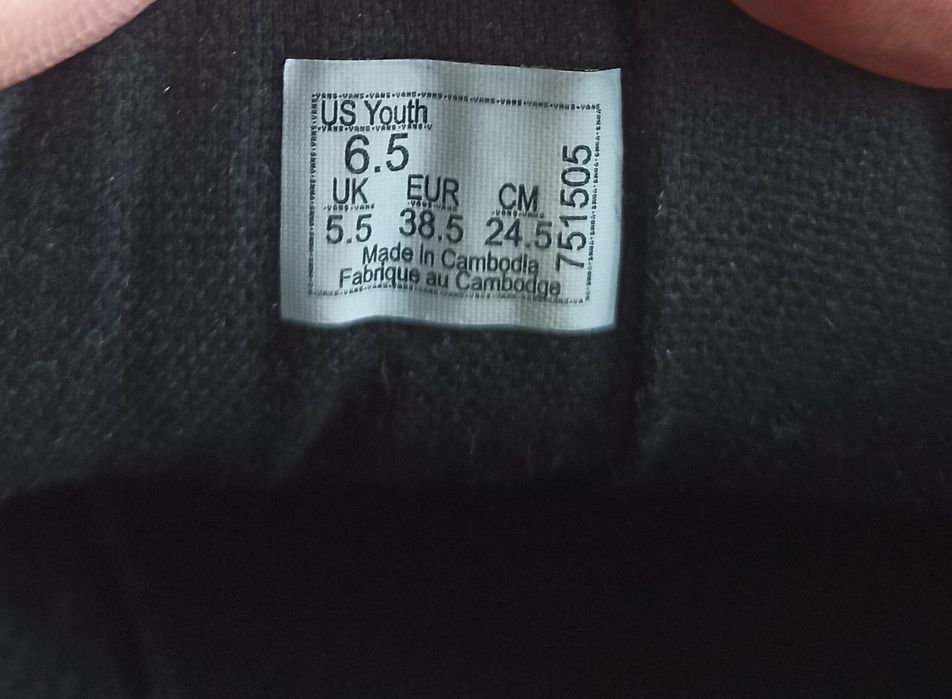 US Youth
6.5
UK EUR CM
5.5 38.5 24.5
Made in Cambodia
Fabrique au Cambodge
751505